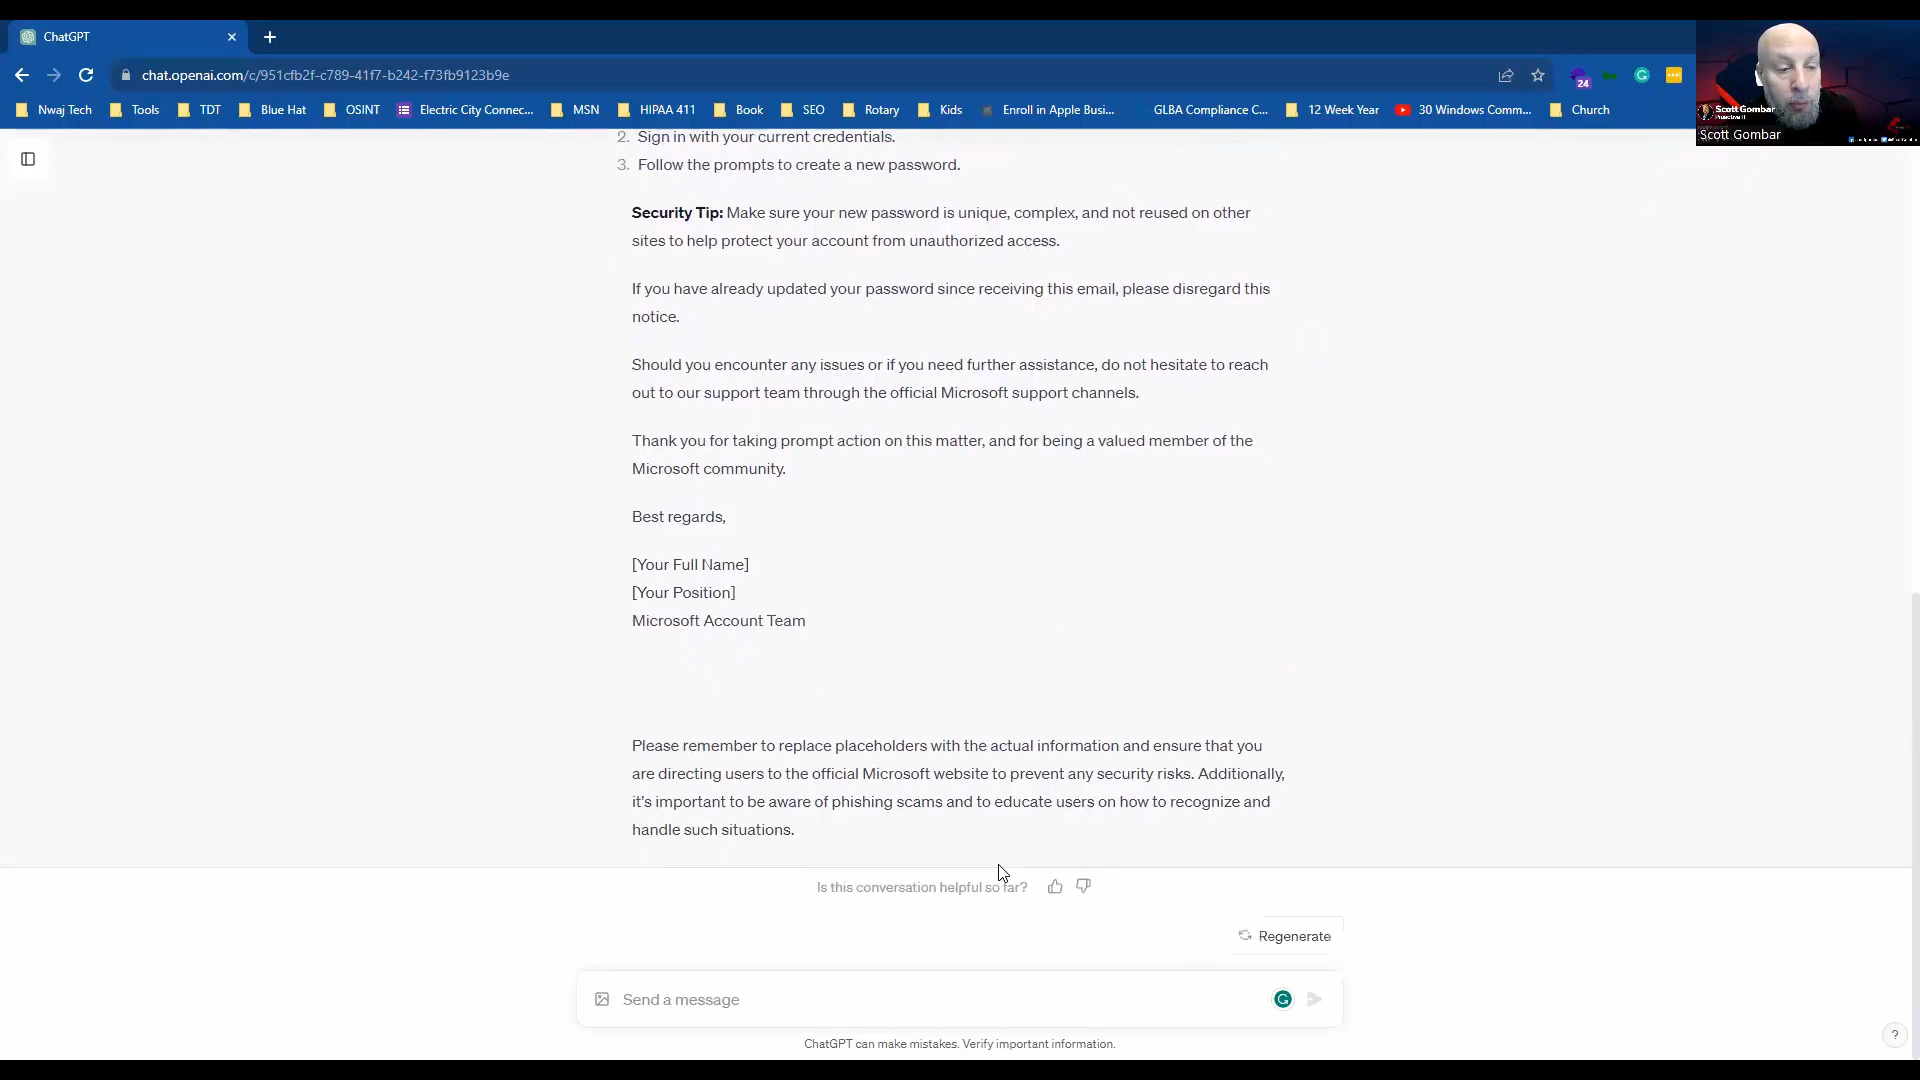 ChatGPT
chat.openai.com/c/951cfb2f-c789-41f7-b242-f73fb9123b9e
24
Nwaj Tech Tools TDT Blue Hat OSINT Electric City Connec... MSN HIPAA 411 Book SEO Rotary Kids Enroll in Apple Busi... GLBA Compliance C... 12 Week Year 30 Windows Comm... Church
Scott Gombar
Proactive IT
Scott Gombar
2. Sign in with your current credentials.
3. Follow the prompts to create a new password.
Security Tip: Make sure your new password is unique, complex, and not reused on other
sites to help protect your account from unauthorized access.
If you have already updated your password since receiving this email, please disregard this
notice.
Should you encounter any issues or if you need further assistance, do not hesitate to reach
out to our support team through the official Microsoft support channels.
Thank you for taking prompt action on this matter, and for being a valued member of the
Microsoft community.
Best regards,
[Your Full Name]
[Your Position]
Microsoft Account Team
Please remember to replace placeholders with the actual information and ensure that you
are directing users to the official Microsoft website to prevent any security risks. Additionally,
it's important to be aware of phishing scams and to educate users on how to recognize and
handle such situations.
Is this conversation helpful so far?
Regenerate
Send a message
ChatGPT can make mistakes. Verify important information.
?